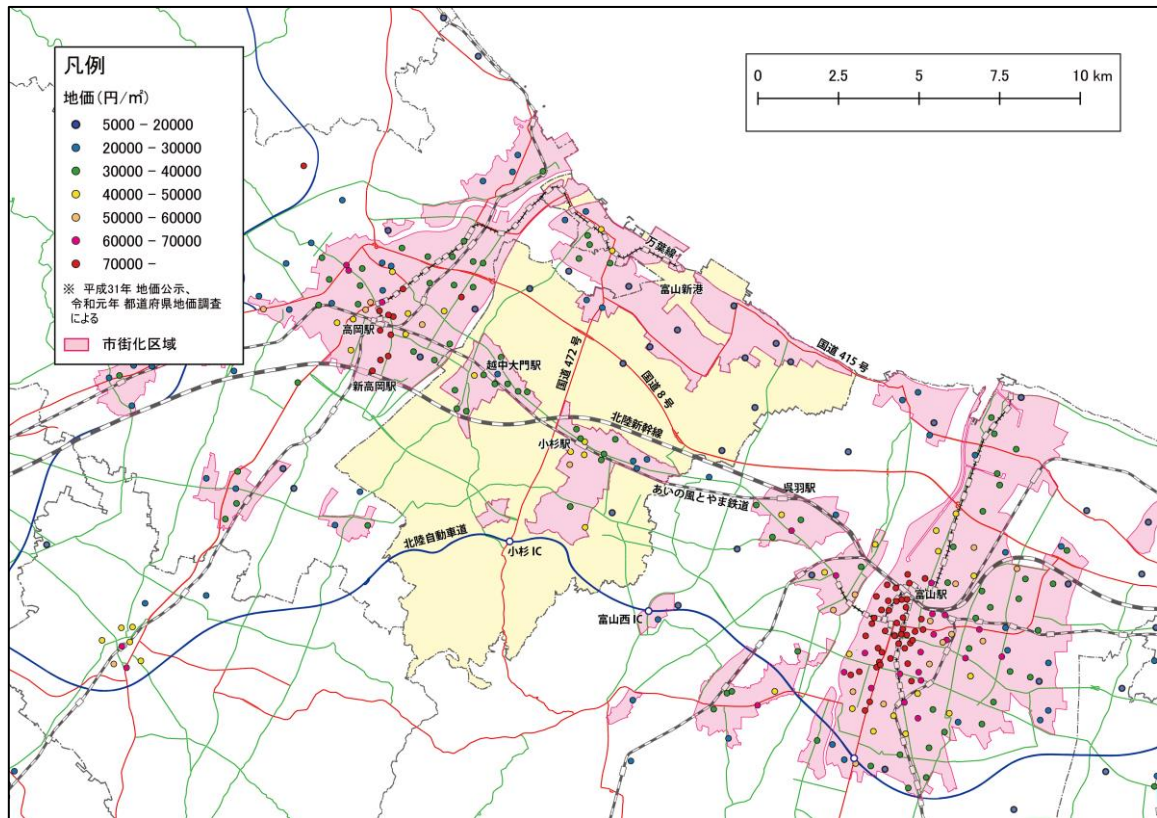 凡例
地価(円/㎡)
5000 - 20000
20000 - 30000
30000 - 40000
40000 - 50000
50000 - 60000
60000 - 70000
70000 -
※ 平成31年 地価公示、
令和元年 都道府県地価調査
による
市街化区域
0 2.5 5 7.5 10 km
万葉線
富山新港
高岡駅
越中大門駅
国道 472 号
国道 415 号
新高岡駅
国道 8 号
北陸新幹線
小杉駅
あいの風とやま鉄道
呉羽駅
北陸自動車道
小杉 IC
富山駅
富山西 IC